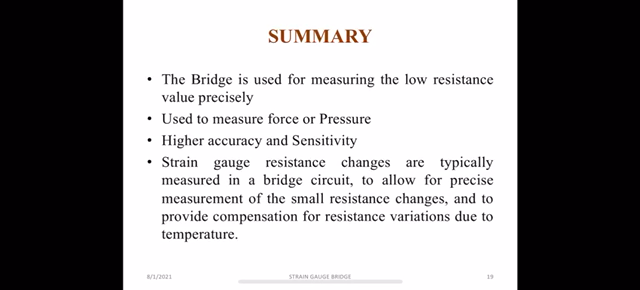 SUMMARY
• The Bridge is used for measuring the low resistance
value precisely
• Used to measure force or Pressure
• Higher accuracy and Sensitivity
• Strain gauge resistance changes are typically
measured in a bridge circuit, to allow for precise
measurement of the small resistance changes, and to
provide compensation for resistance variations due to
temperature.
8/1/2021 STRAIN GAUGE BRIDGE 19